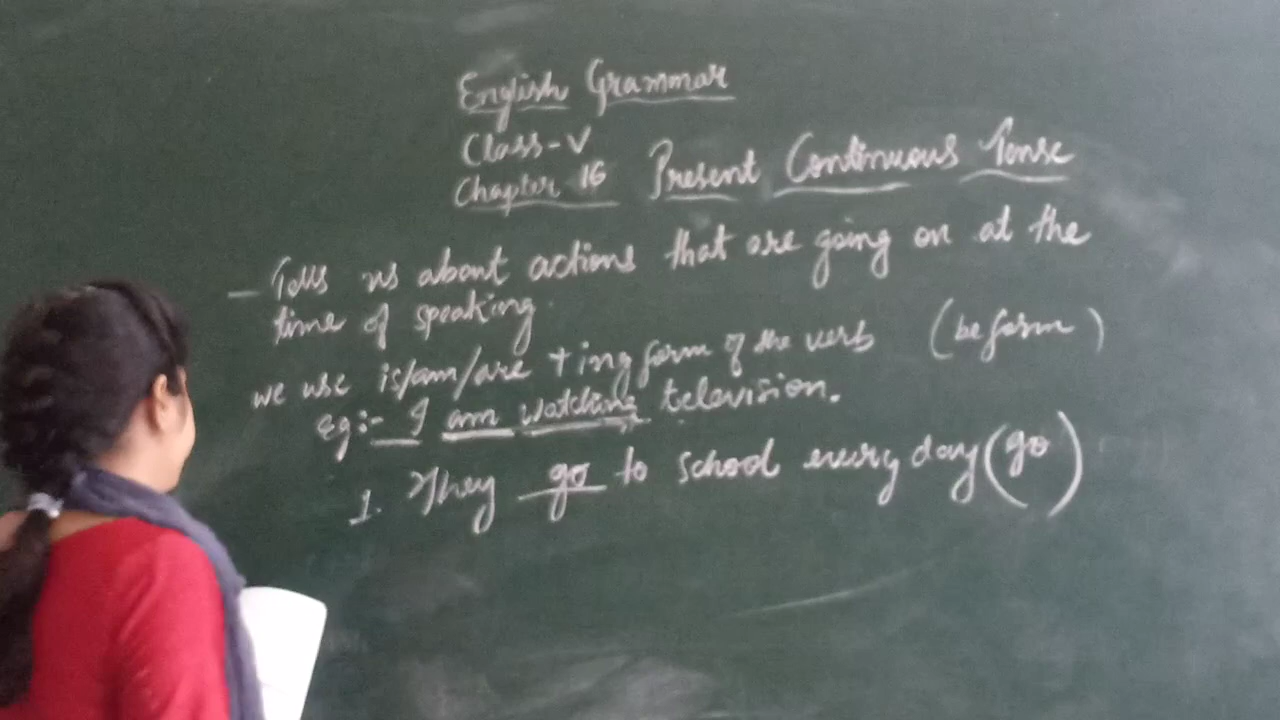 English Grammar
Class-V
Chapter 16 Present Continuous Tense
– Tells us about actions that are going on at the
time of speaking.
we use is/am/are + ing form of the verb (be form)
eg:- I am watching television.
1. They go to school every day (go)